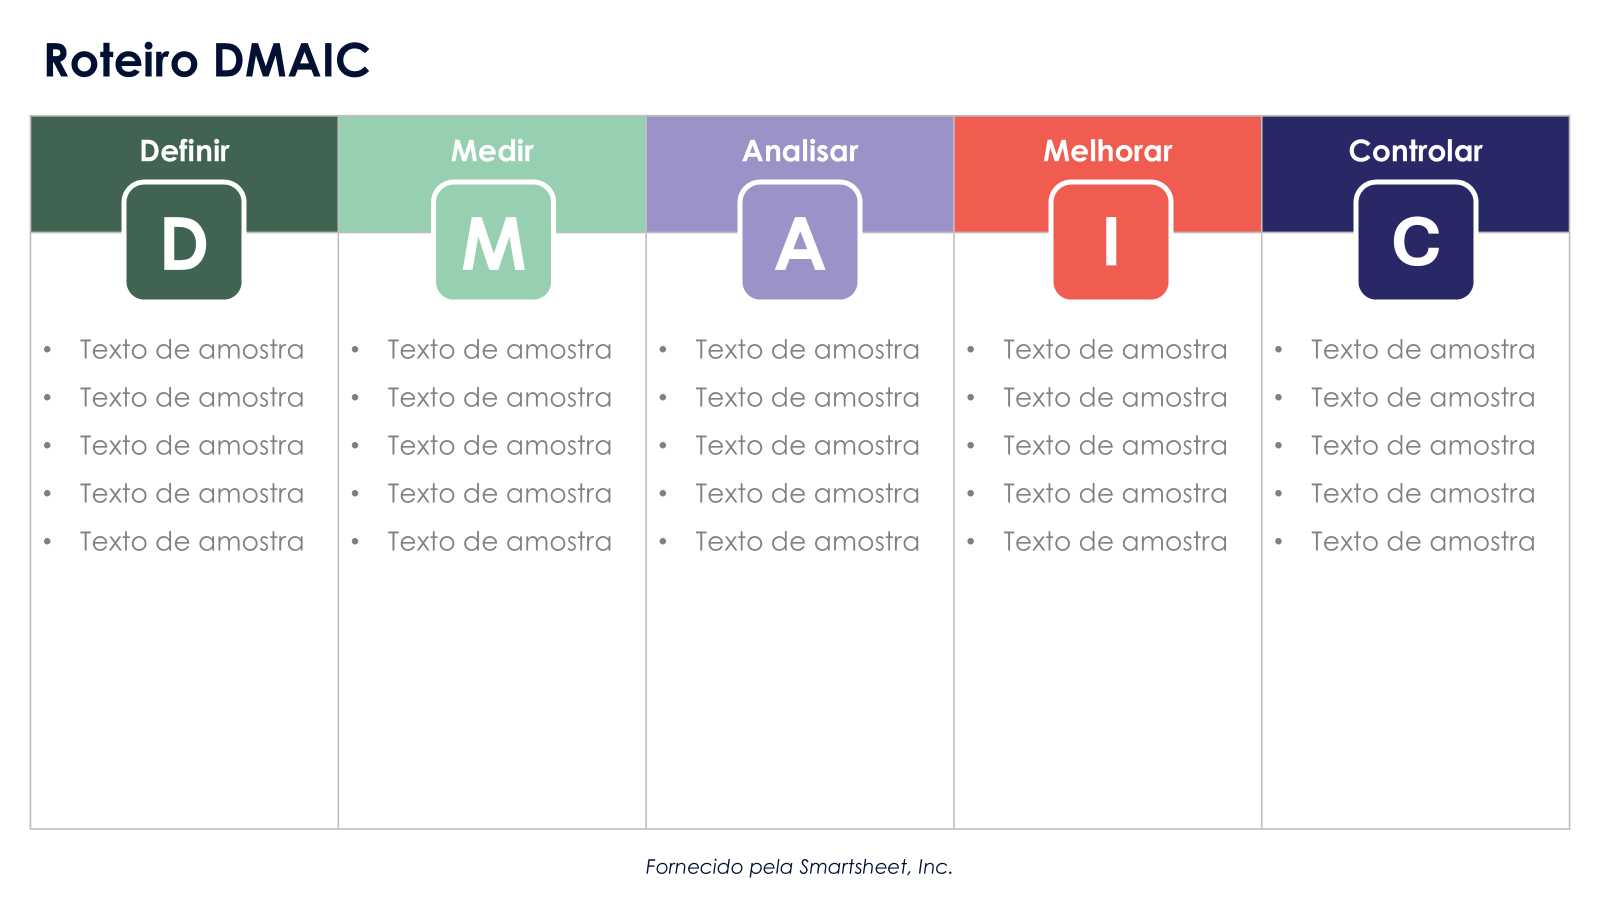 Roteiro DMAIC
Definir
D
• Texto de amostra
• Texto de amostra
• Texto de amostra
• Texto de amostra
• Texto de amostra
Medir
M
• Texto de amostra
• Texto de amostra
• Texto de amostra
• Texto de amostra
• Texto de amostra
Analisar
A
• Texto de amostra
• Texto de amostra
• Texto de amostra
• Texto de amostra
• Texto de amostra
Melhorar
I
• Texto de amostra
• Texto de amostra
• Texto de amostra
• Texto de amostra
• Texto de amostra
Controlar
C
• Texto de amostra
• Texto de amostra
• Texto de amostra
• Texto de amostra
• Texto de amostra
Fornecido pela Smartsheet, Inc.